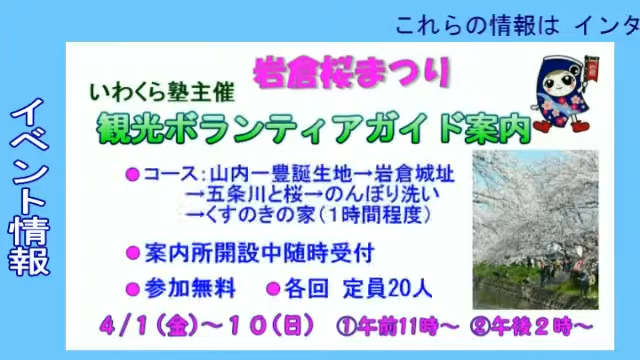 これらの情報は インタ
イベント情報
岩倉桜まつり
いわくら塾主催
観光ボランティアガイド案内
●コース：山内一豊誕生地→岩倉城址
→五条川と桜→のんぼり洗い
→くすのきの家（１時間程度）
●案内所開設中随時受付
●参加無料 ●各回 定員20人
４/１(金)～１０(日) ①午前11時～ ②午後２時～